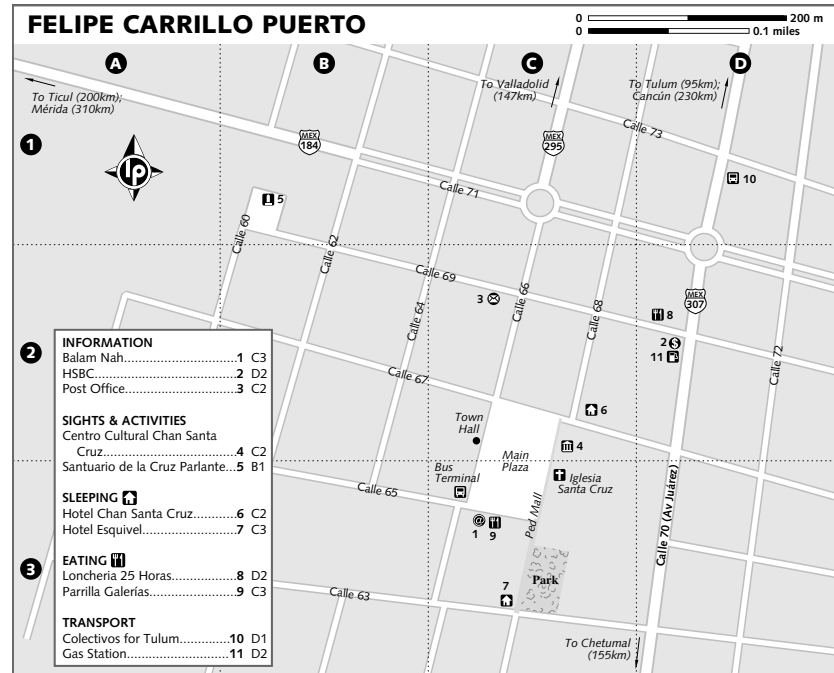 FELIPE CARRILLO PUERTO
0 200 m
0 0.1 miles
A B C D
To Ticul (200km);
Mérida (310km)
To Valladolid
(147km)
To Tulum (95km);
Cancún (230km)
Calle 73
1
lp
MEX
184
MEX
295
10
Calle 71
5
Calle 60
Calle 62
Calle 69
Calle 64
Calle 66
Calle 68
3
MEX
307
8
2
$
2
11
Calle 72
Calle 67
6
Town
Hall
4
Main
Plaza
Bus
Terminal
Iglesia
Santa Cruz
Calle 65
Ped Mall
Calle 70 (Av Juárez)
@
1 9
3
Park
7
Calle 63
To Chetumal
(155km)
INFORMATION
Balam Nah..............................1 C3
HSBC.......................................2 D2
Post Office..............................3 C2
SIGHTS & ACTIVITIES
Centro Cultural Chan Santa
Cruz...................................4 C2
Santuario de la Cruz Parlante..5 B1
SLEEPING
Hotel Chan Santa Cruz...........6 C2
Hotel Esquivel........................7 C3
EATING
Loncheria 25 Horas.................8 D2
Parrilla Galerías.......................9 C3
TRANSPORT
Colectivos for Tulum.............10 D1
Gas Station...........................11 D2